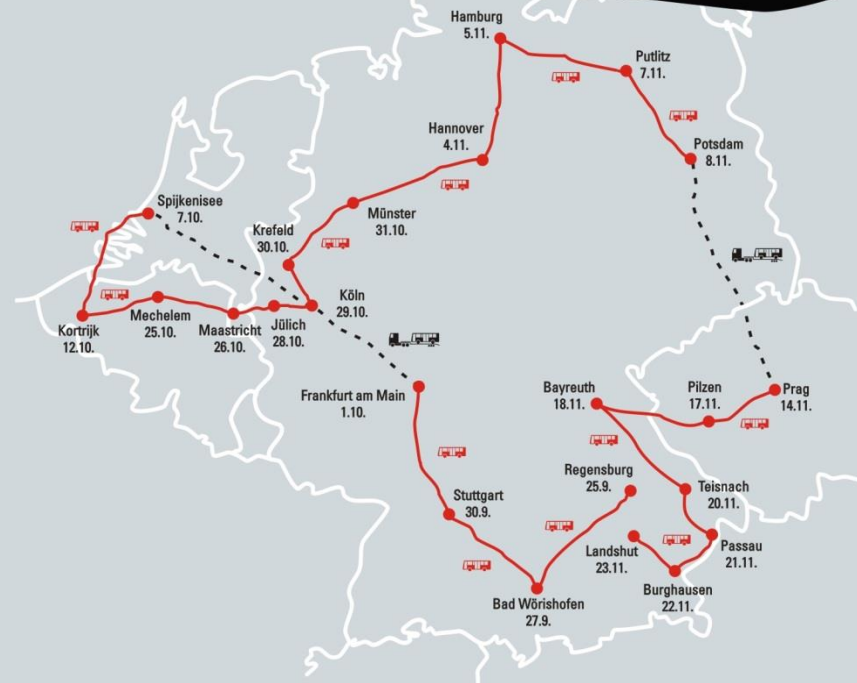 Hamburg
5.11.
Putlitz
7.11.
Hannover
4.11.
Potsdam
8.11.
Spijkenisee
7.10.
Münster
31.10.
Krefeld
30.10.
Köln
29.10.
Jülich
28.10.
Maastricht
26.10.
Mechelem
25.10.
Kortrijk
12.10.
Frankfurt am Main
1.10.
Bayreuth
18.11.
Pilzen
17.11.
Prag
14.11.
Regensburg
25.9.
Teisnach
20.11.
Stuttgart
30.9.
Landshut
23.11.
Passau
21.11.
Burghausen
22.11.
Bad Wörishofen
27.9.